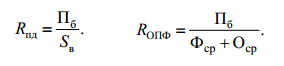 Rпд = Пб / Sв.    RОПФ = Пб / (Фср + Оср).